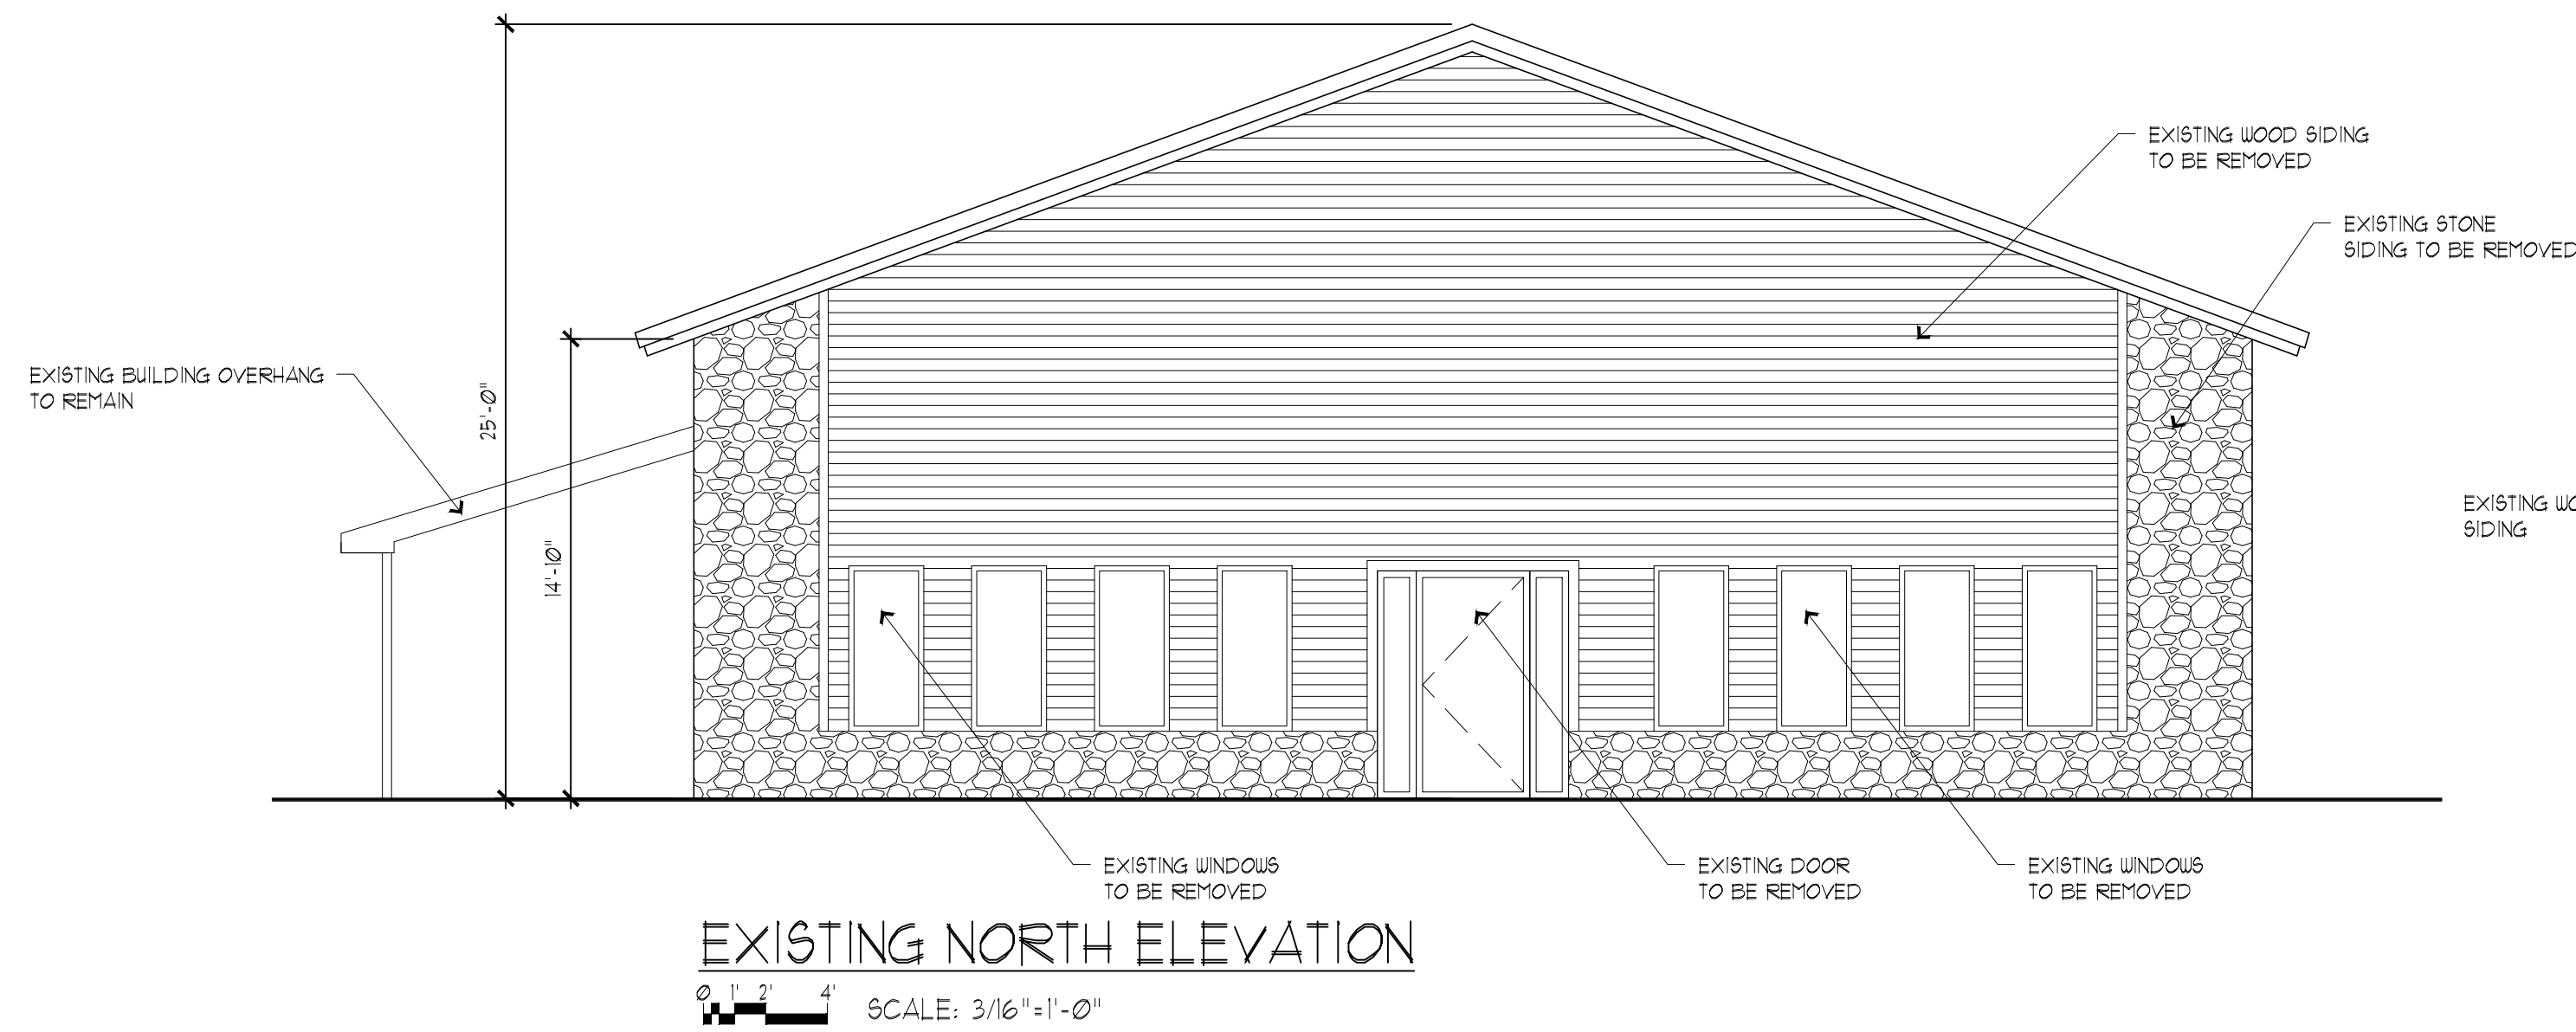 EXISTING WOOD SIDING
TO BE REMOVED
EXISTING STONE
SIDING TO BE REMOVED
EXISTING BUILDING OVERHANG
TO REMAIN
25'-0"
14'-10"
EXISTING
SIDING
EXISTING WINDOWS
TO BE REMOVED
EXISTING DOOR
TO BE REMOVED
EXISTING WINDOWS
TO BE REMOVED
EXISTING NORTH ELEVATION
0 1' 2' 4'
SCALE: 3/16"=1'-0"